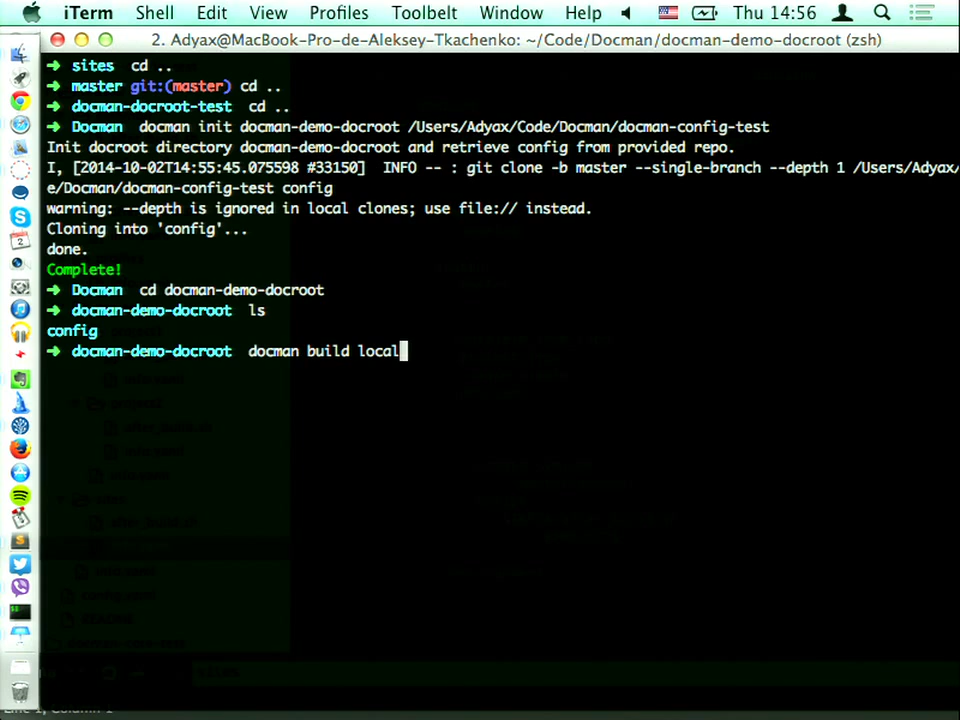 iTerm Shell Edit View Profiles Toolbelt Window Help Thu 14:56
2. Adyax@MacBook-Pro-de-Aleksey-Tkachenko: ~/Code/Docman/docman-demo-docroot (zsh)
➜ sites cd ..
➜ master git:(master) cd ..
➜ docman-docroot-test cd ..
➜ Docman docman init docman-demo-docroot /Users/Adyax/Code/Docman/docman-config-test
Init docroot directory docman-demo-docroot and retrieve config from provided repo.
I, [2014-10-02T14:55:45.075598 #33150] INFO -- : git clone -b master --single-branch --depth 1 /Users/Adyax/
e/Docman/docman-config-test config
warning: --depth is ignored in local clones; use file:// instead.
Cloning into 'config'...
done.
Complete!
➜ Docman cd docman-demo-docroot
➜ docman-demo-docroot ls
config
➜ docman-demo-docroot docman build local